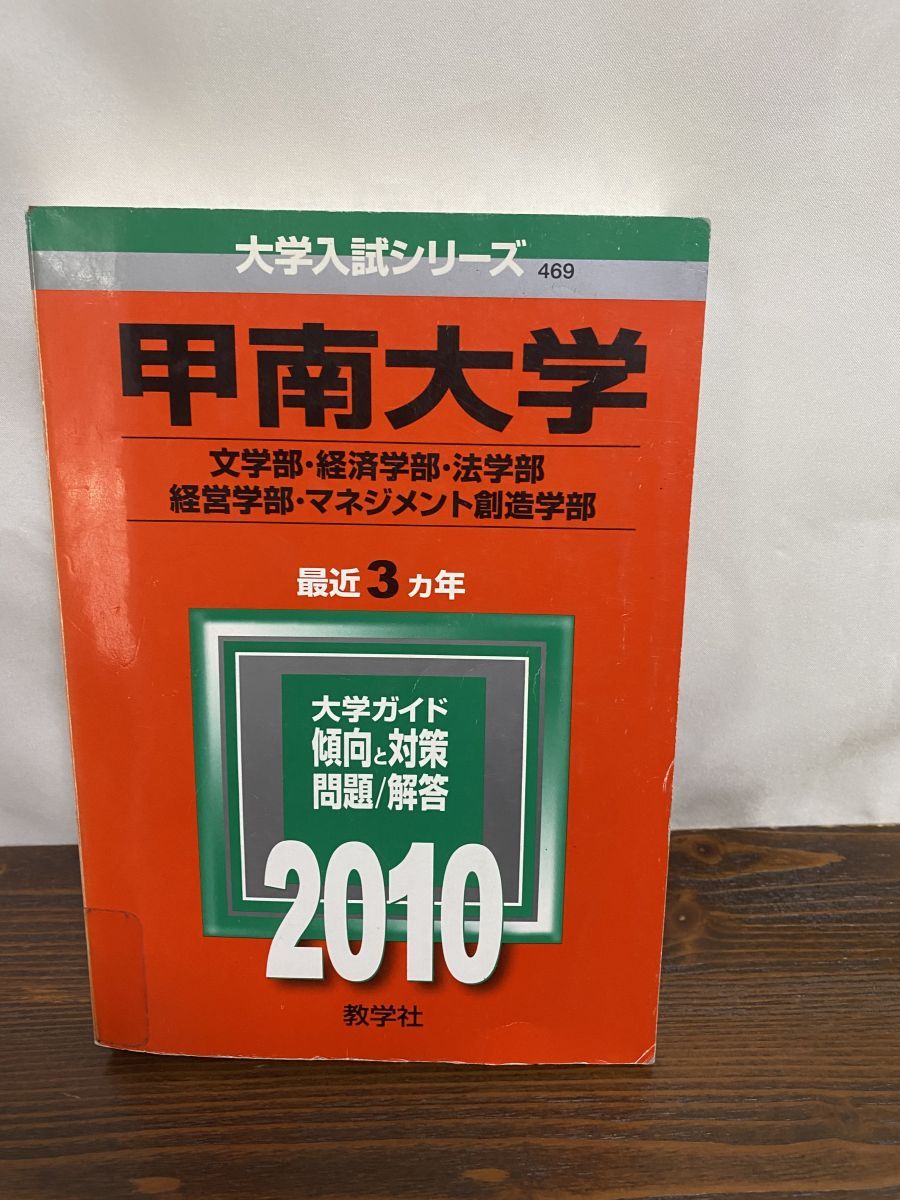 大学入試シリーズ 469
甲南大学
文学部・経済学部・法学部
経営学部・マネジメント創造学部
最近3ヵ年
大学ガイド
傾向と対策
問題/解答
2010
教学社